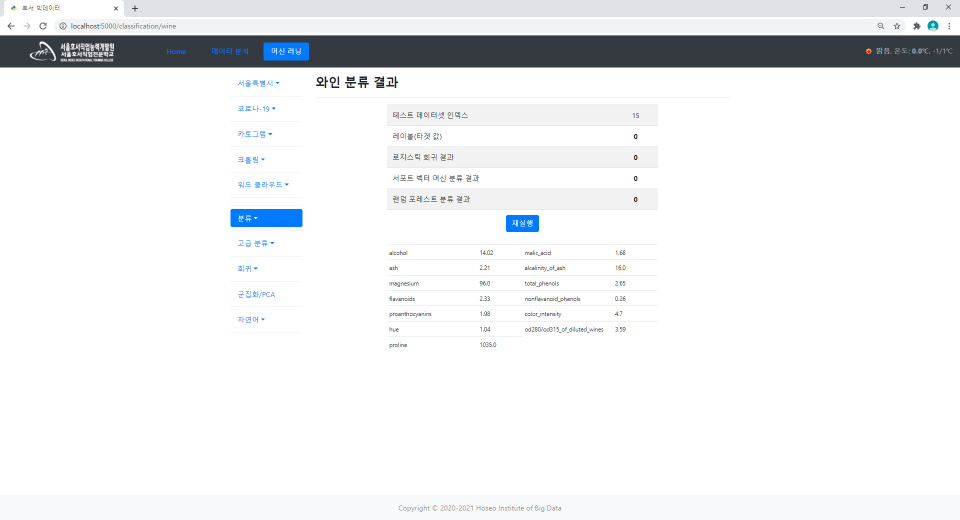 호서 빅데이터
localhost:5000/classification/wine
서울호서직업능력개발원
서울호서직업전문학교
Home 데이터 분석 머신 러닝 맑음, 온도: 0.0℃, -1/1℃
서울특별시
코로나-19
카토그램
크롤링
워드 클라우드
분류
고급 분류
회귀
군집화/PCA
자연어
와인 분류 결과
테스트 데이터셋 인덱스 15
레이블(타겟 값) 0
로지스틱 회귀 결과 0
서포트 벡터 머신 분류 결과 0
랜덤 포레스트 분류 결과 0
재실행
alcohol 14.02 malic_acid 1.68
ash 2.21 alcalinity_of_ash 16.0
magnesium 96.0 total_phenols 2.65
flavanoids 2.33 nonflavanoid_phenols 0.26
proanthocyanins 1.98 color_intensity 4.7
hue 1.04 od280/od315_of_diluted_wines 3.59
proline 1035.0
Copyright © 2020-2021 Hoseo Institute of Big Data